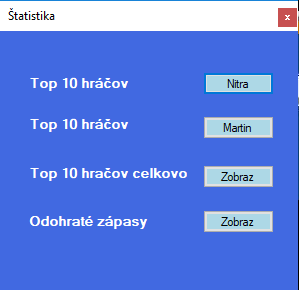 Štatistika
x
Top 10 hráčov Nitra
Top 10 hráčov Martin
Top 10 hračov celkovo Zobraz
Odohraté zápasy Zobraz